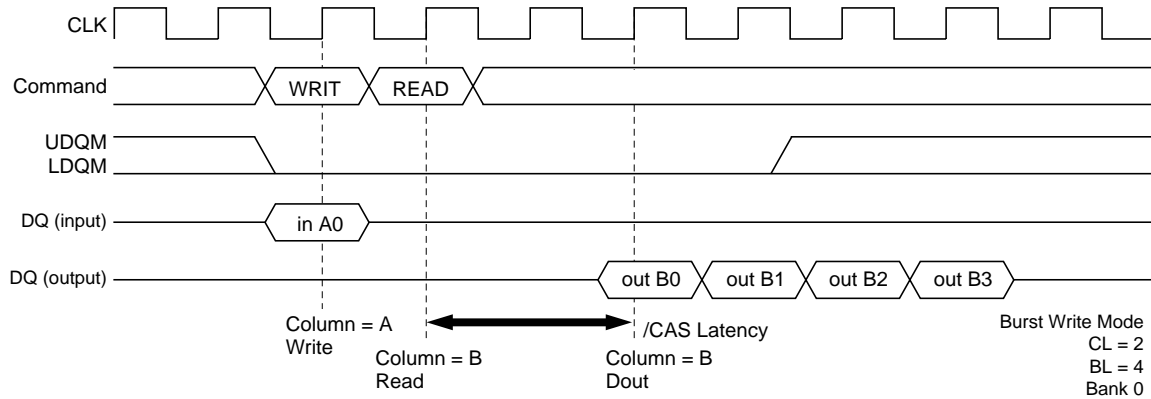 CLK
Command
WRIT
READ
UDQM
LDQM
DQ (input)
in A0
DQ (output)
out B0
out B1
out B2
out B3
Column = A
Write
Column = B
Read
/CAS Latency
Column = B
Dout
Burst Write Mode
CL = 2
BL = 4
Bank 0